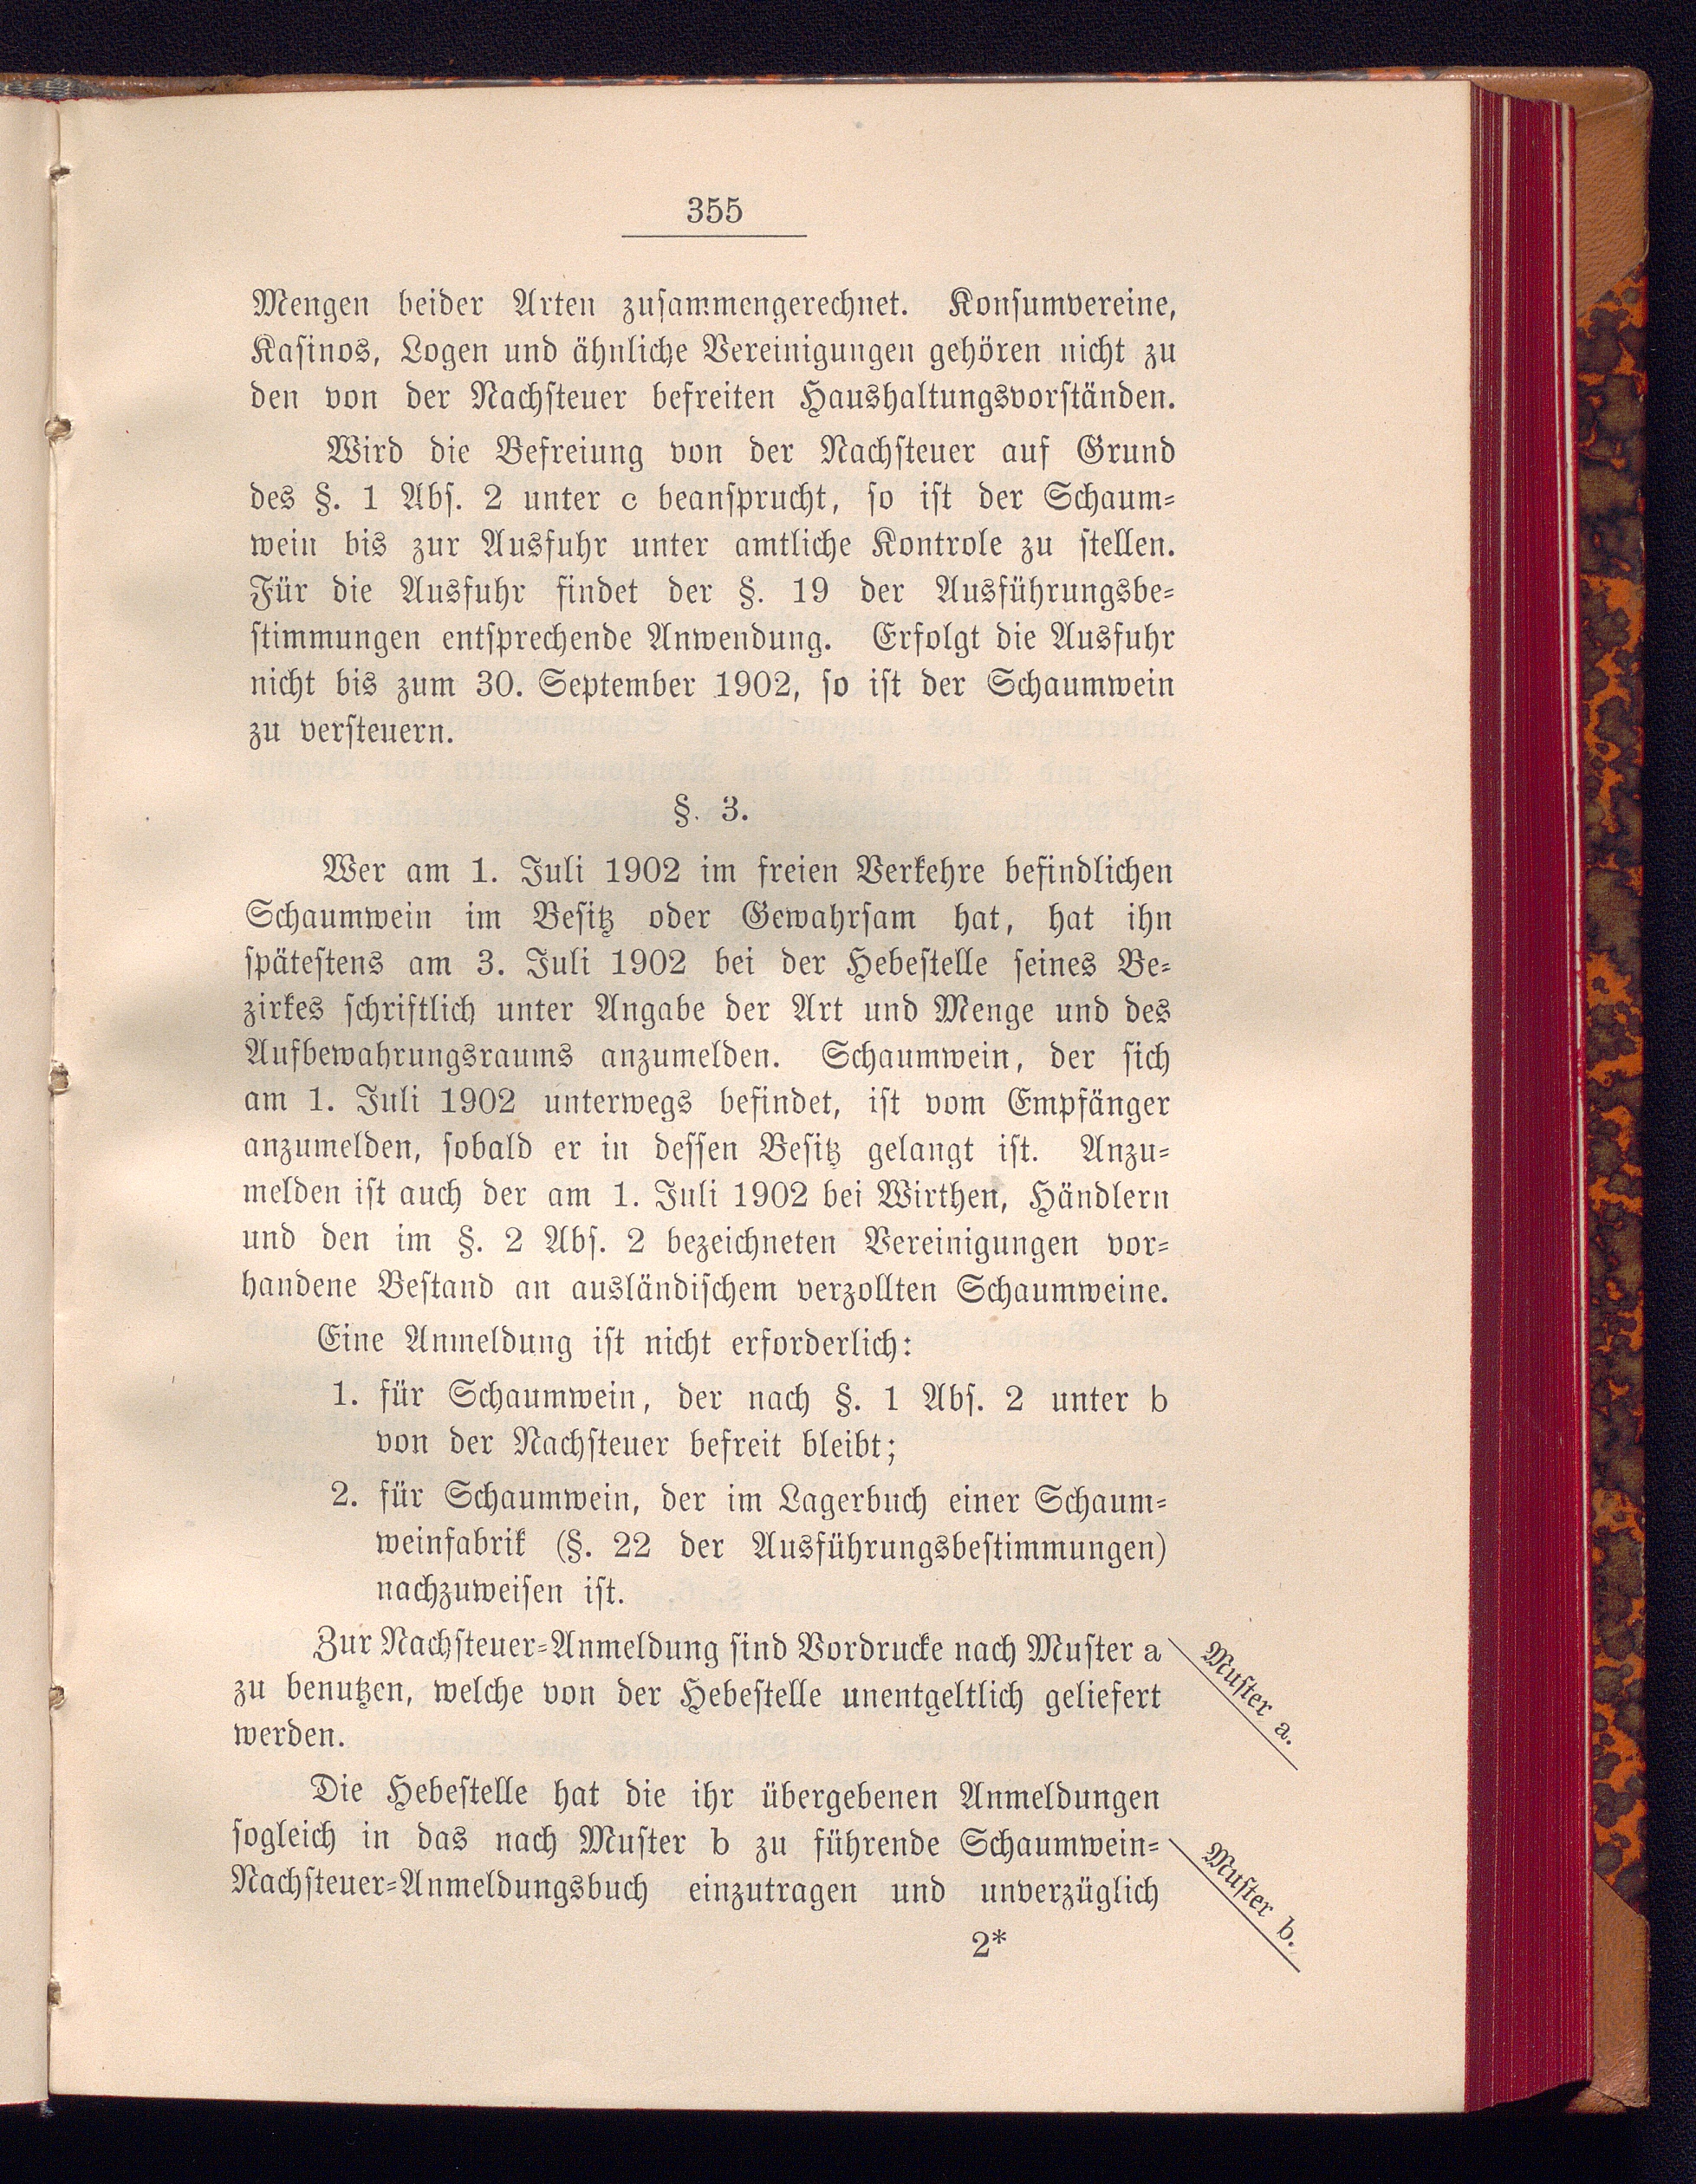 355
Mengen beider Arten zusammengerechnet. Konsumvereine,
Kasinos, Logen und ähnliche Vereinigungen gehören nicht zu
den von der Nachsteuer befreiten Haushaltungsvorständen.
Wird die Befreiung von der Nachsteuer auf Grund
des §. 1 Abs. 2 unter c beansprucht, so ist der Schaum-
wein bis zur Ausfuhr unter amtliche Kontrole zu stellen.
Für die Ausfuhr findet der §. 19 der Ausführungsbe-
stimmungen entsprechende Anwendung. Erfolgt die Ausfuhr
nicht bis zum 30. September 1902, so ist der Schaumwein
zu versteuern.
§. 3.
Wer am 1. Juli 1902 im freien Verkehre befindlichen
Schaumwein im Besitz oder Gewahrsam hat, hat ihn
spätestens am 3. Juli 1902 bei der Hebestelle seines Be-
zirkes schriftlich unter Angabe der Art und Menge und des
Aufbewahrungsraums anzumelden. Schaumwein, der sich
am 1. Juli 1902 unterwegs befindet, ist vom Empfänger
anzumelden, sobald er in dessen Besitz gelangt ist. Anzu-
melden ist auch der am 1. Juli 1902 bei Wirthen, Händlern
und den im §. 2 Abs. 2 bezeichneten Vereinigungen vor-
handene Bestand an ausländischem verzollten Schaumweine.
Eine Anmeldung ist nicht erforderlich:
1. für Schaumwein, der nach §. 1 Abs. 2 unter b
von der Nachsteuer befreit bleibt;
2. für Schaumwein, der im Lagerbuch einer Schaum-
weinfabrik (§. 22 der Ausführungsbestimmungen)
nachzuweisen ist.
Zur Nachsteuer-Anmeldung sind Vordrucke nach Muster a
Muster a.
zu benutzen, welche von der Hebestelle unentgeltlich geliefert
werden.
Die Hebestelle hat die ihr übergebenen Anmeldungen
sogleich in das nach Muster b zu führende Schaumwein-
Muster b.
Nachsteuer-Anmeldungsbuch einzutragen und unverzüglich
2*